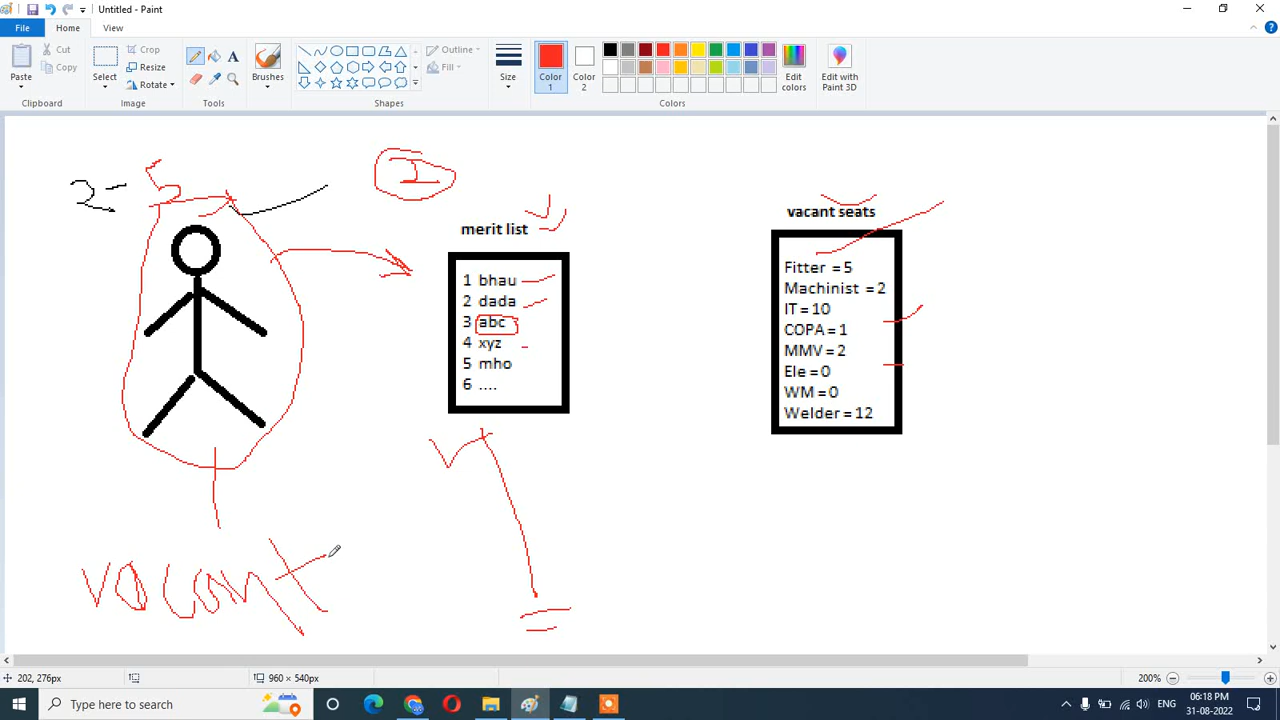 Untitled - Paint
File
Home
View
Paste
Cut
Copy
Clipboard
Select
Crop
Resize
Rotate
Image
A
Tools
Brushes
Outline
Fill
Shapes
Size
Color 1
Color 2
Edit colors
Colors
Edit with Paint 3D
2-5
merit list
1 bhau
2 dada
3 abc
4 xyz
5 mho
6 ....
vacant seats
Fitter = 5
Machinist = 2
IT = 10
COPA = 1
MMV = 2
Ele = 0
WM = 0
Welder = 12
vacant
202, 276px
960 × 540px
200%
Type here to search
ENG
06:18 PM
31-08-2022